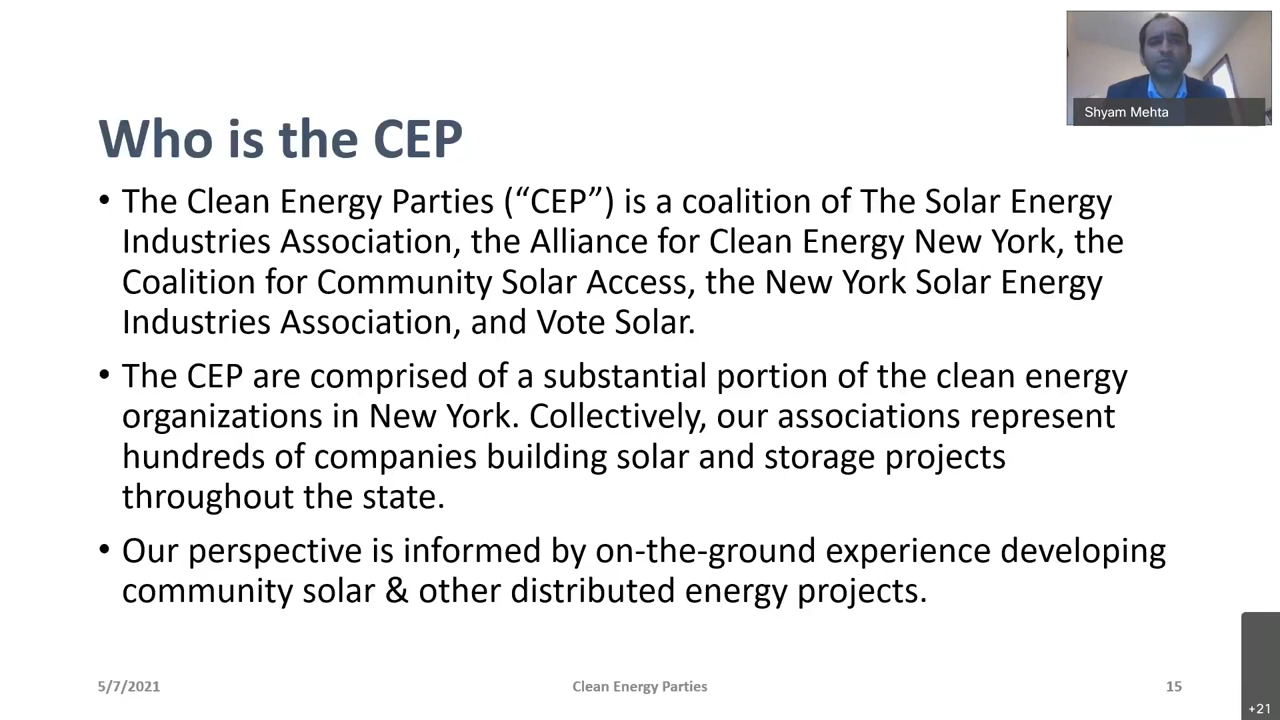 Shyam Mehta
Who is the CEP
• The Clean Energy Parties (“CEP”) is a coalition of The Solar Energy
Industries Association, the Alliance for Clean Energy New York, the
Coalition for Community Solar Access, the New York Solar Energy
Industries Association, and Vote Solar.
• The CEP are comprised of a substantial portion of the clean energy
organizations in New York. Collectively, our associations represent
hundreds of companies building solar and storage projects
throughout the state.
• Our perspective is informed by on-the-ground experience developing
community solar & other distributed energy projects.
5/7/2021
Clean Energy Parties
15
+21